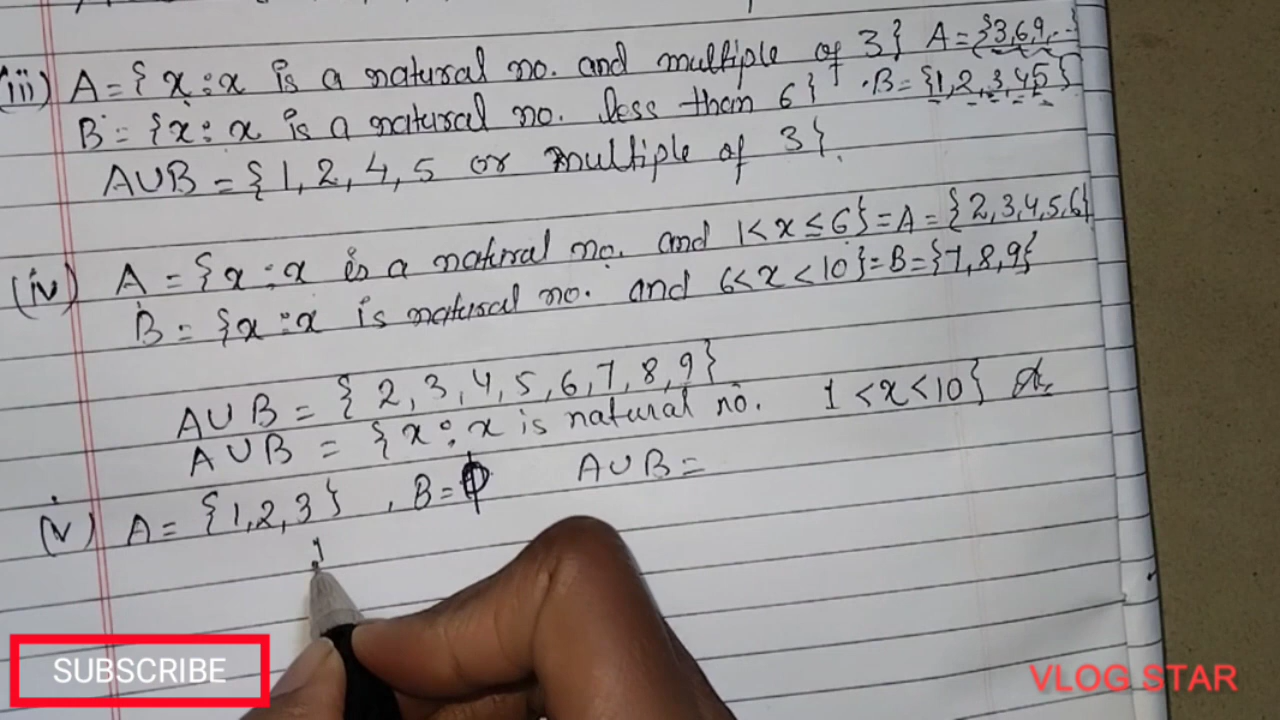 (iii) A = { x : x is a natural no. and multiple of 3} A = {3,6,9,..}
B = {x : x is a natural no. less than 6} B = {1,2,3,4,5}
A∪B = {1, 2, 4, 5 or multiple of 3}.
(iv) A = {x : x is a natural no. and 1< x ≤ 6} = A = {2,3,4,5,6}
B = {x : x is natural no. and 6 < x < 10} = B = {7,8,9}
A∪B = { 2, 3, 4, 5, 6, 7, 8, 9}
A∪B = {x : x is natural no. 1 < x < 10}
(v) A = {1,2,3} , B = ϕ A∪B =
SUBSCRIBE
VLOG STAR